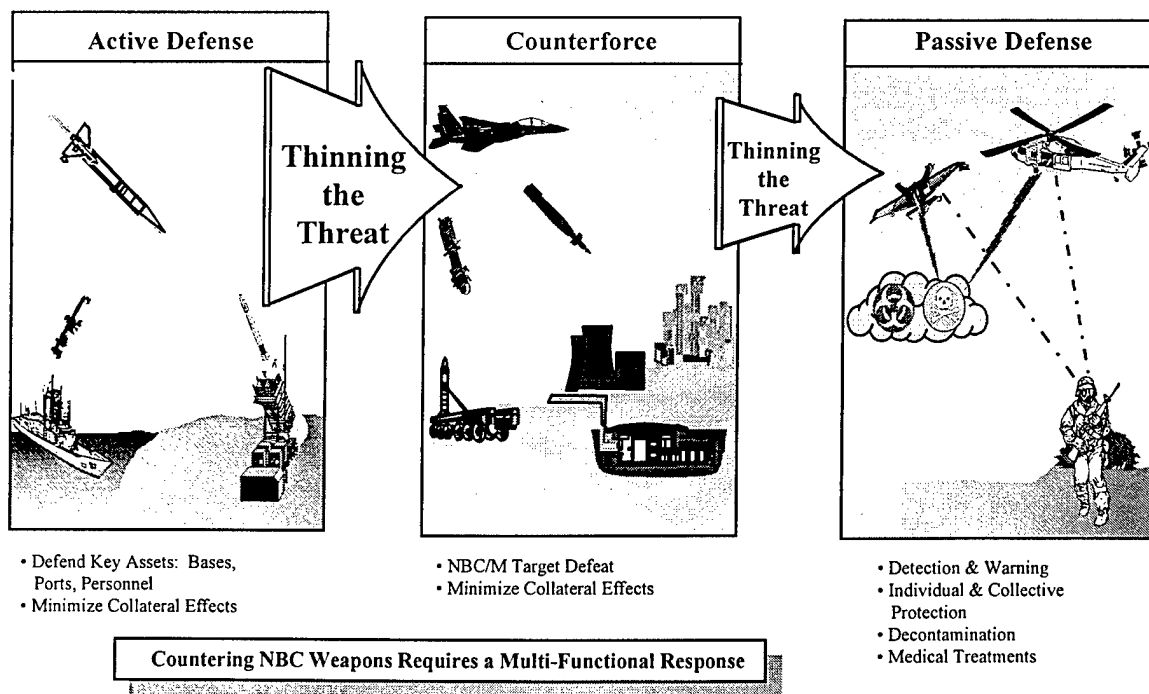 Active Defense
Counterforce
Passive Defense
Thinning
the
Threat
Thinning
the
Threat
• Defend Key Assets: Bases,
Ports, Personnel
• Minimize Collateral Effects
• NBC/M Target Defeat
• Minimize Collateral Effects
• Detection & Warning
• Individual & Collective
Protection
• Decontamination
• Medical Treatments
Countering NBC Weapons Requires a Multi-Functional Response